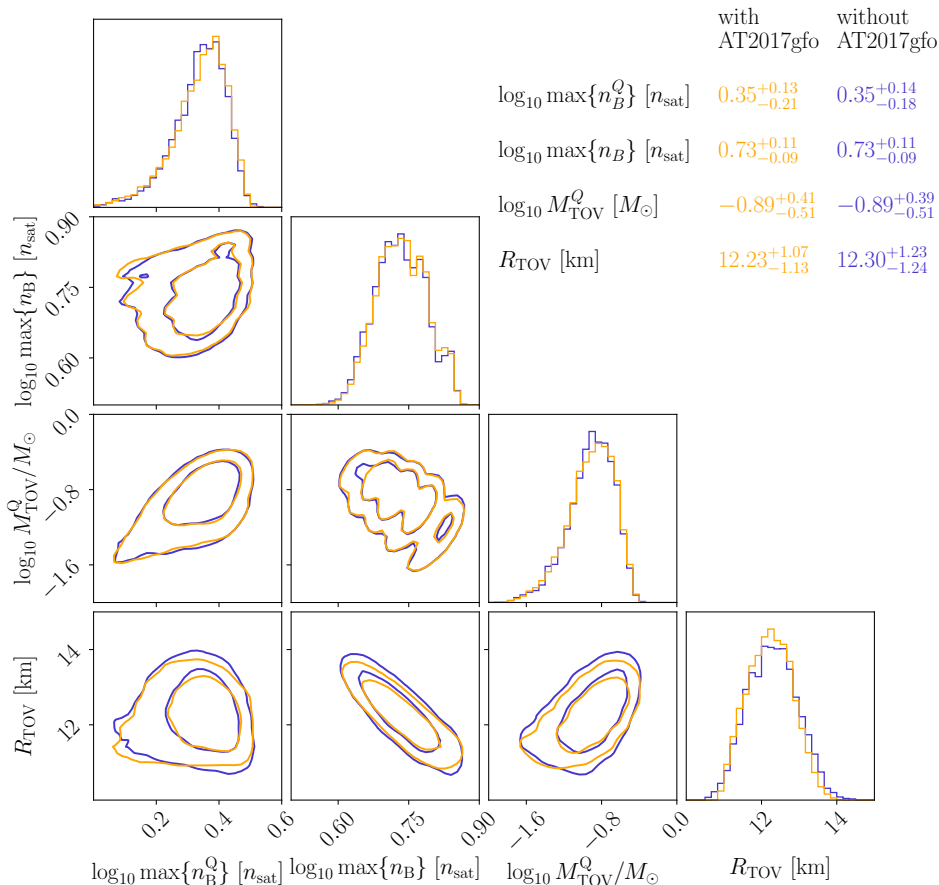 with without
AT2017gfo AT2017gfo
log₁₀ max{n_B^Q} [n_sat] 0.35^{+0.13}_{−0.21} 0.35^{+0.14}_{−0.18}
log₁₀ max{n_B} [n_sat] 0.73^{+0.11}_{−0.09} 0.73^{+0.11}_{−0.09}
log₁₀ M_TOV^Q [M_⊙] −0.89^{+0.41}_{−0.51} −0.89^{+0.39}_{−0.51}
R_TOV [km] 12.23^{+1.07}_{−1.13} 12.30^{+1.23}_{−1.24}
log₁₀ max{n_B} [n_sat]
0.90
0.75
0.60
log₁₀ M_TOV^Q/M_⊙
0.0
−0.8
−1.6
R_TOV [km]
14
12
0.2 0.4 0.6 0.60 0.75 0.90 −1.6 −0.8 0.0 12 14
log₁₀ max{n_B^Q} [n_sat] log₁₀ max{n_B} [n_sat] log₁₀ M_TOV^Q/M_⊙ R_TOV [km]